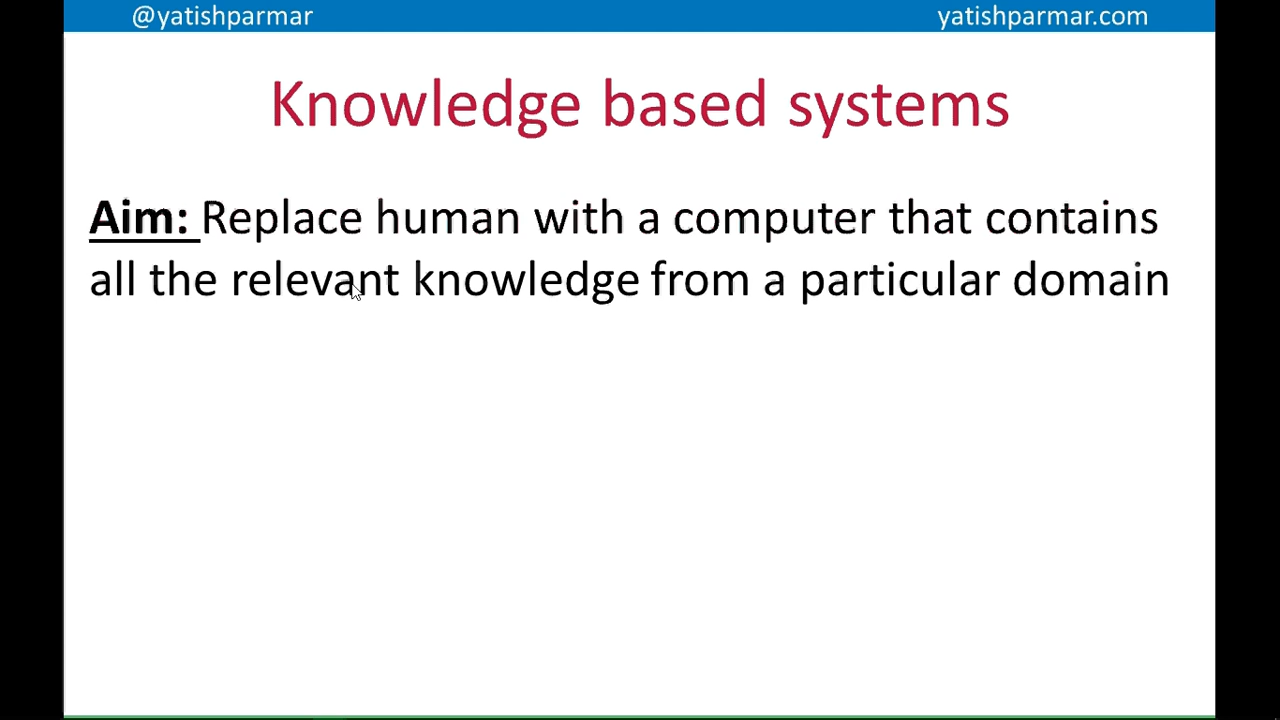 @yatishparmar yatishparmar.com
Knowledge based systems
Aim: Replace human with a computer that contains
all the relevant knowledge from a particular domain